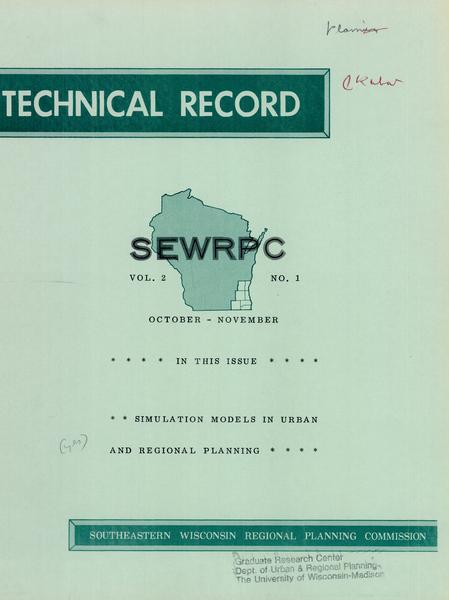 TECHNICAL RECORD
SEWRPC
VOL. 2 NO. 1
OCTOBER - NOVEMBER
* * * * IN THIS ISSUE * * * *
* * SIMULATION MODELS IN URBAN
(yes)
AND REGIONAL PLANNING * * * *
SOUTHEASTERN WISCONSIN REGIONAL PLANNING COMMISSION
Graduate Research Center
Dept. of Urban & Regional Planning
The University of Wisconsin-Madison